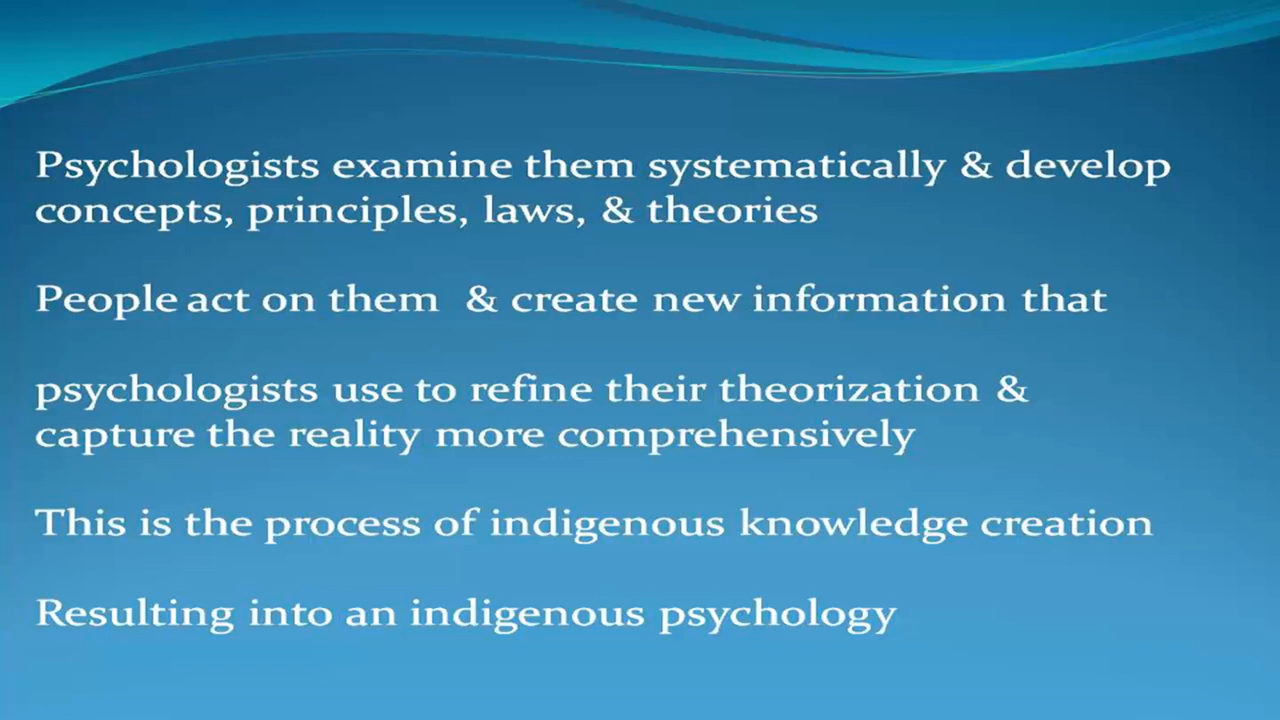 Psychologists examine them systematically & develop
concepts, principles, laws, & theories
People act on them & create new information that
psychologists use to refine their theorization &
capture the reality more comprehensively
This is the process of indigenous knowledge creation
Resulting into an indigenous psychology